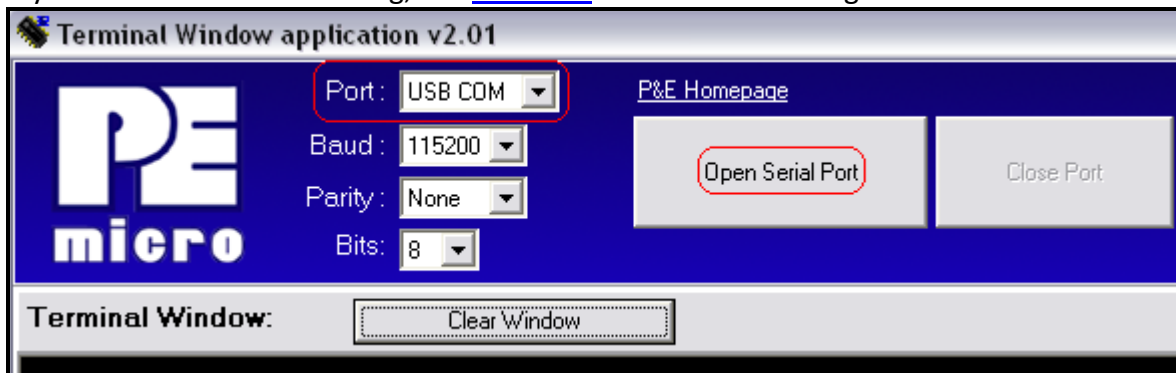 Terminal Window application v2.01
Port: USB COM
P&E Homepage
Baud: 115200
Open Serial Port
Close Port
Parity: None
Bits: 8
PE
micro
Terminal Window:
Clear Window